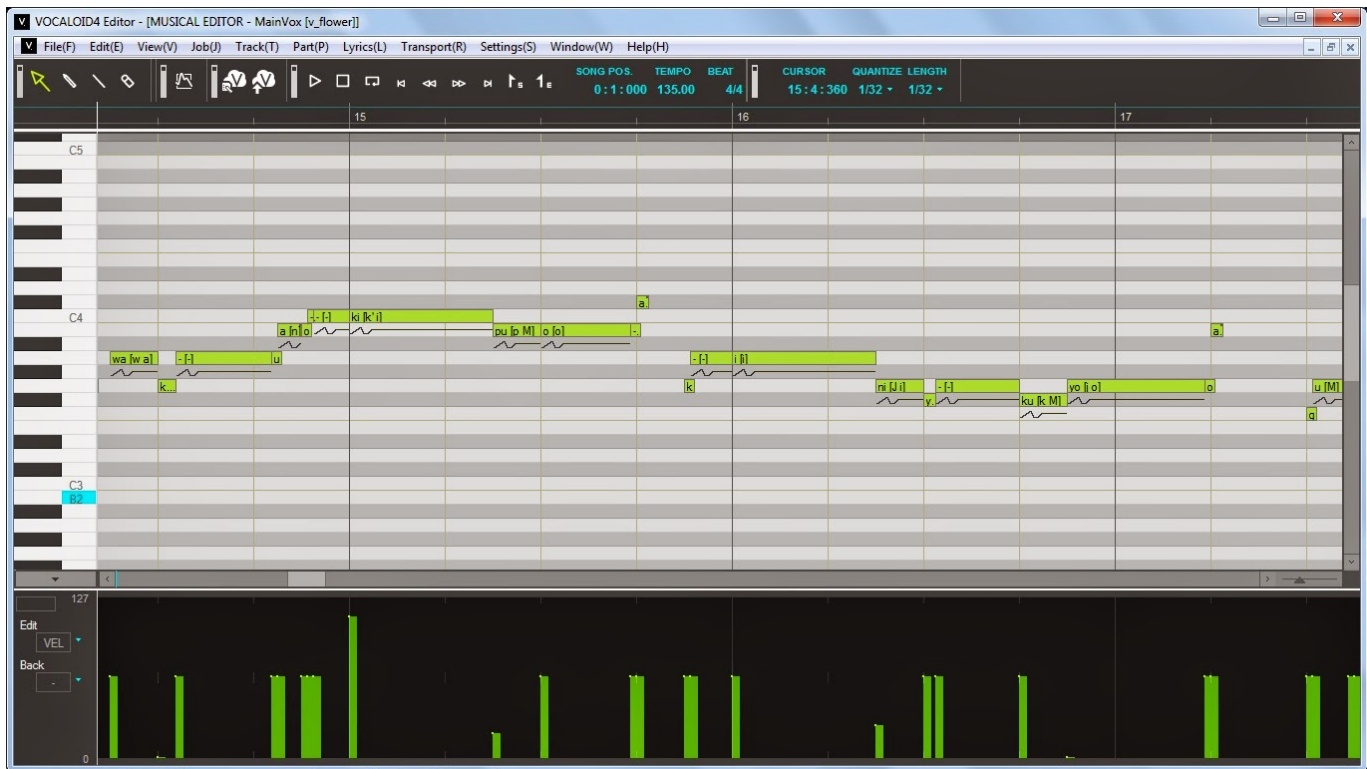 VOCALOID4 Editor - [MUSICAL EDITOR - MainVox [v_flower]]
File(F) Edit(E) View(V) Job(J) Track(T) Part(P) Lyrics(L) Transport(R) Settings(S) Window(W) Help(H)
SONG POS. TEMPO BEAT CURSOR QUANTIZE LENGTH
0:1:000 135.00 4/4 15:4:360 1/32 1/32
15 16 17
C5
a
C4 -.- [-] ki [k' i]
a [n] o pu [p M] o [o] -. a
wa [w a] - [-] u - [-] i [i]
k... k ni [J i] - [-] yo [j o] o u [M]
y. ku [k M]
g
C3
B2
127
Edit
VEL
Back
-
0